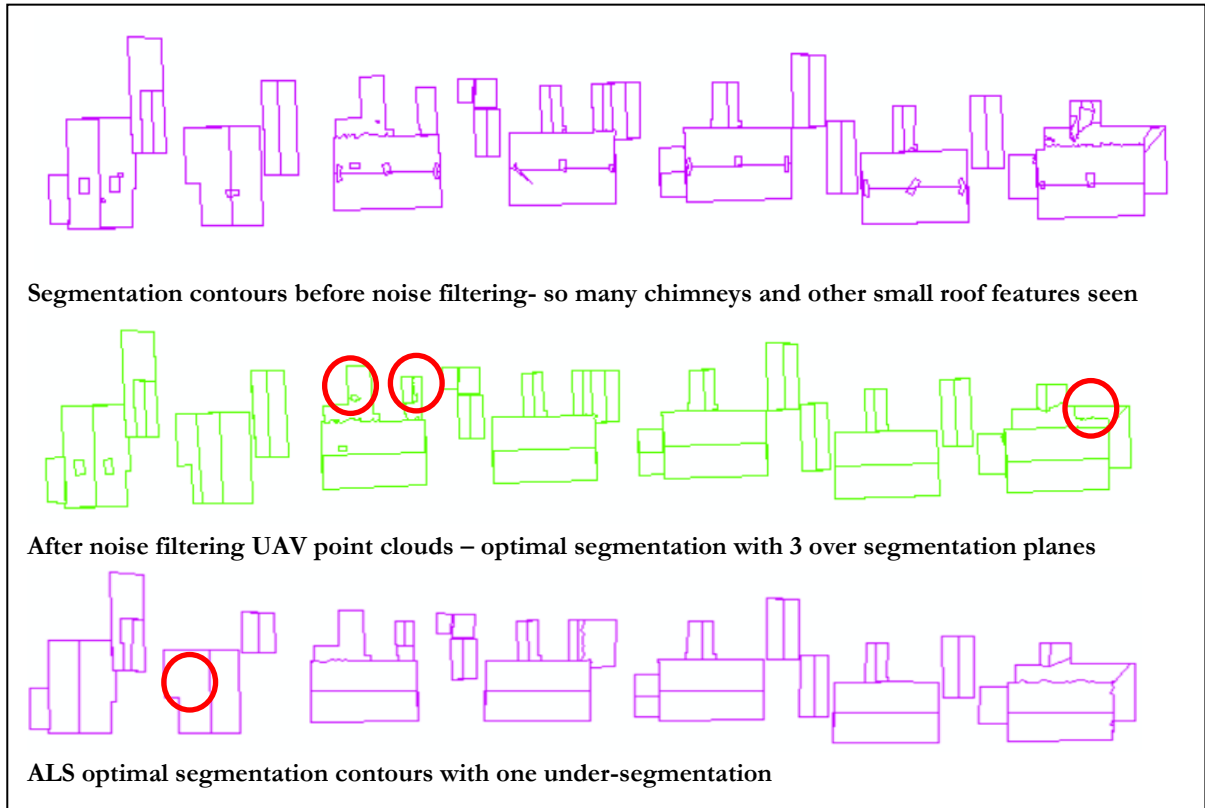 Segmentation contours before noise filtering- so many chimneys and other small roof features seen
After noise filtering UAV point clouds – optimal segmentation with 3 over segmentation planes
ALS optimal segmentation contours with one under-segmentation